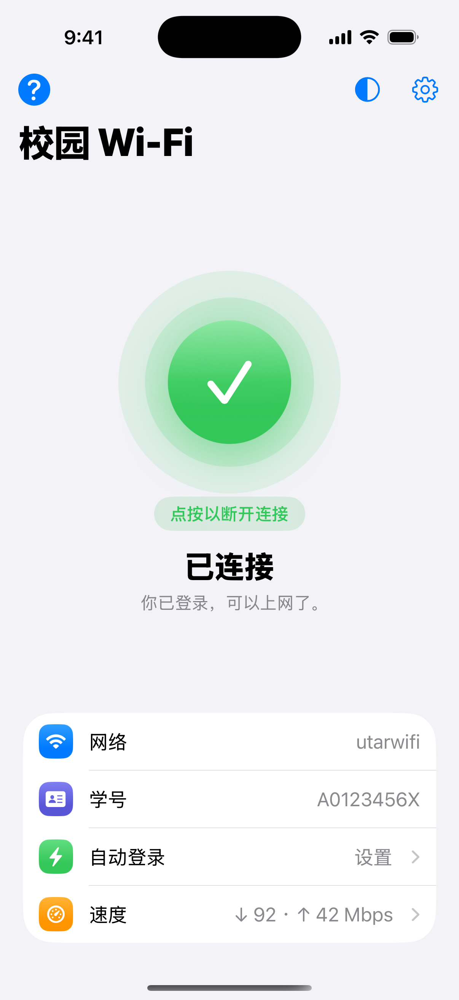 9:41
校园 Wi-Fi
点按以断开连接
已连接
你已登录，可以上网了。
网络 utarwifi
学号 A0123456X
自动登录 设置
速度 ↓ 92 · ↑ 42 Mbps